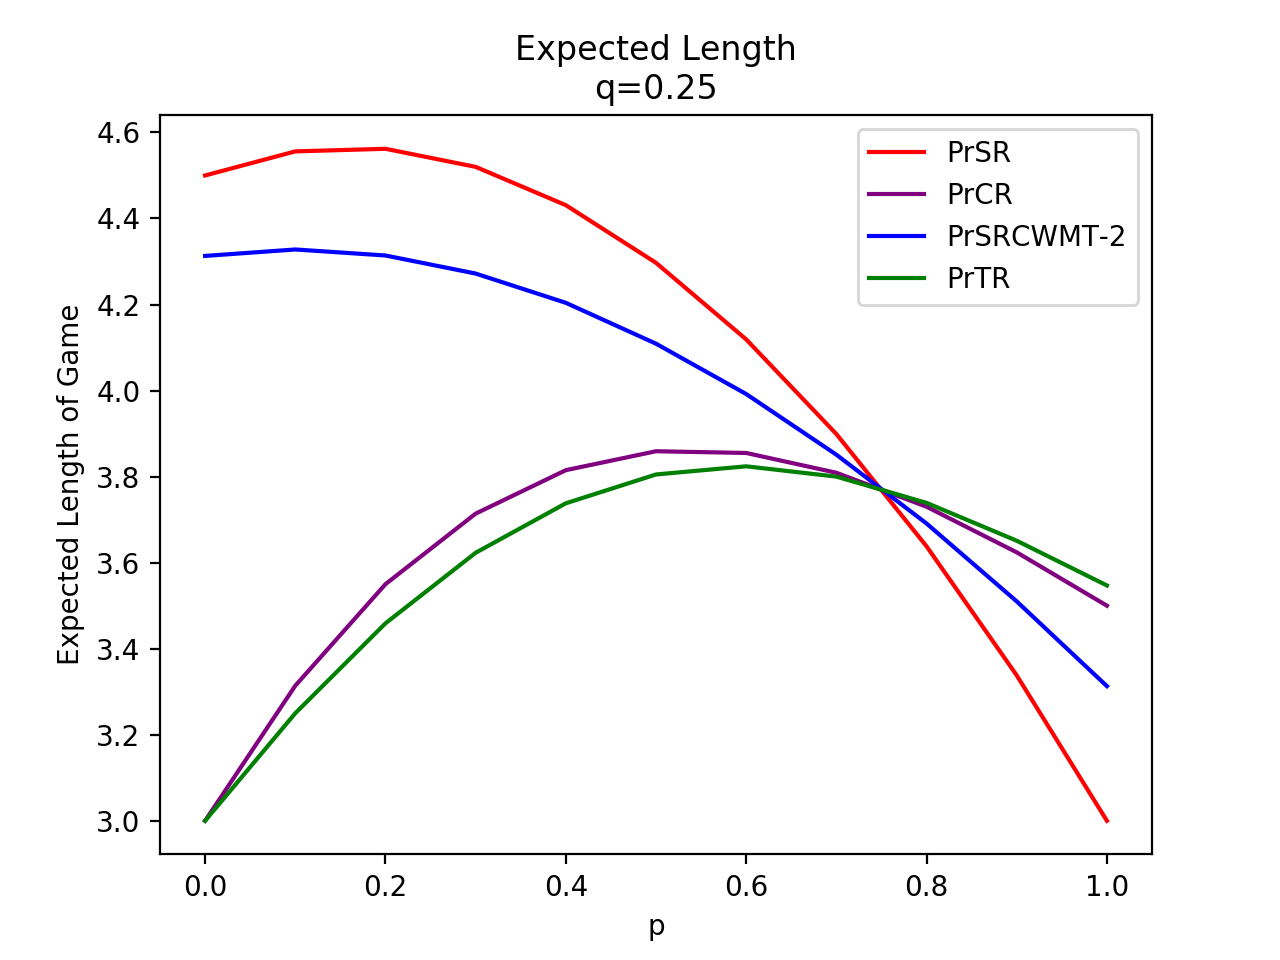 Expected Length
q=0.25
4.6
4.4
4.2
4.0
3.8
3.6
3.4
3.2
3.0
Expected Length of Game
PrSR
PrCR
PrSRCWMT-2
PrTR
0.0 0.2 0.4 0.6 0.8 1.0
p